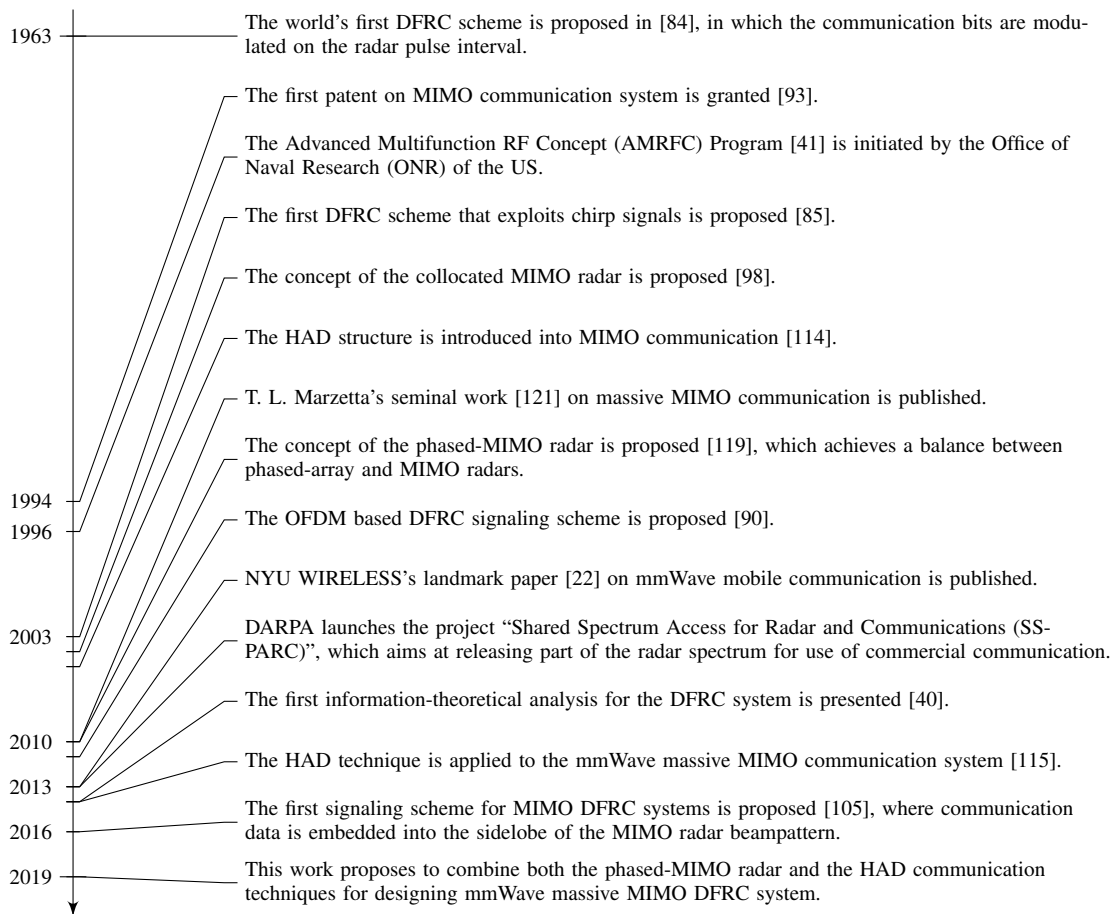 1963
The world's first DFRC scheme is proposed in [84], in which the communication bits are modu-
lated on the radar pulse interval.
The first patent on MIMO communication system is granted [93].
The Advanced Multifunction RF Concept (AMRFC) Program [41] is initiated by the Office of
Naval Research (ONR) of the US.
The first DFRC scheme that exploits chirp signals is proposed [85].
The concept of the collocated MIMO radar is proposed [98].
The HAD structure is introduced into MIMO communication [114].
T. L. Marzetta's seminal work [121] on massive MIMO communication is published.
The concept of the phased-MIMO radar is proposed [119], which achieves a balance between
phased-array and MIMO radars.
1994
1996
The OFDM based DFRC signaling scheme is proposed [90].
NYU WIRELESS's landmark paper [22] on mmWave mobile communication is published.
2003
DARPA launches the project “Shared Spectrum Access for Radar and Communications (SS-
PARC)”, which aims at releasing part of the radar spectrum for use of commercial communication.
The first information-theoretical analysis for the DFRC system is presented [40].
2010
The HAD technique is applied to the mmWave massive MIMO communication system [115].
2013
The first signaling scheme for MIMO DFRC systems is proposed [105], where communication
data is embedded into the sidelobe of the MIMO radar beampattern.
2016
2019
This work proposes to combine both the phased-MIMO radar and the HAD communication
techniques for designing mmWave massive MIMO DFRC system.